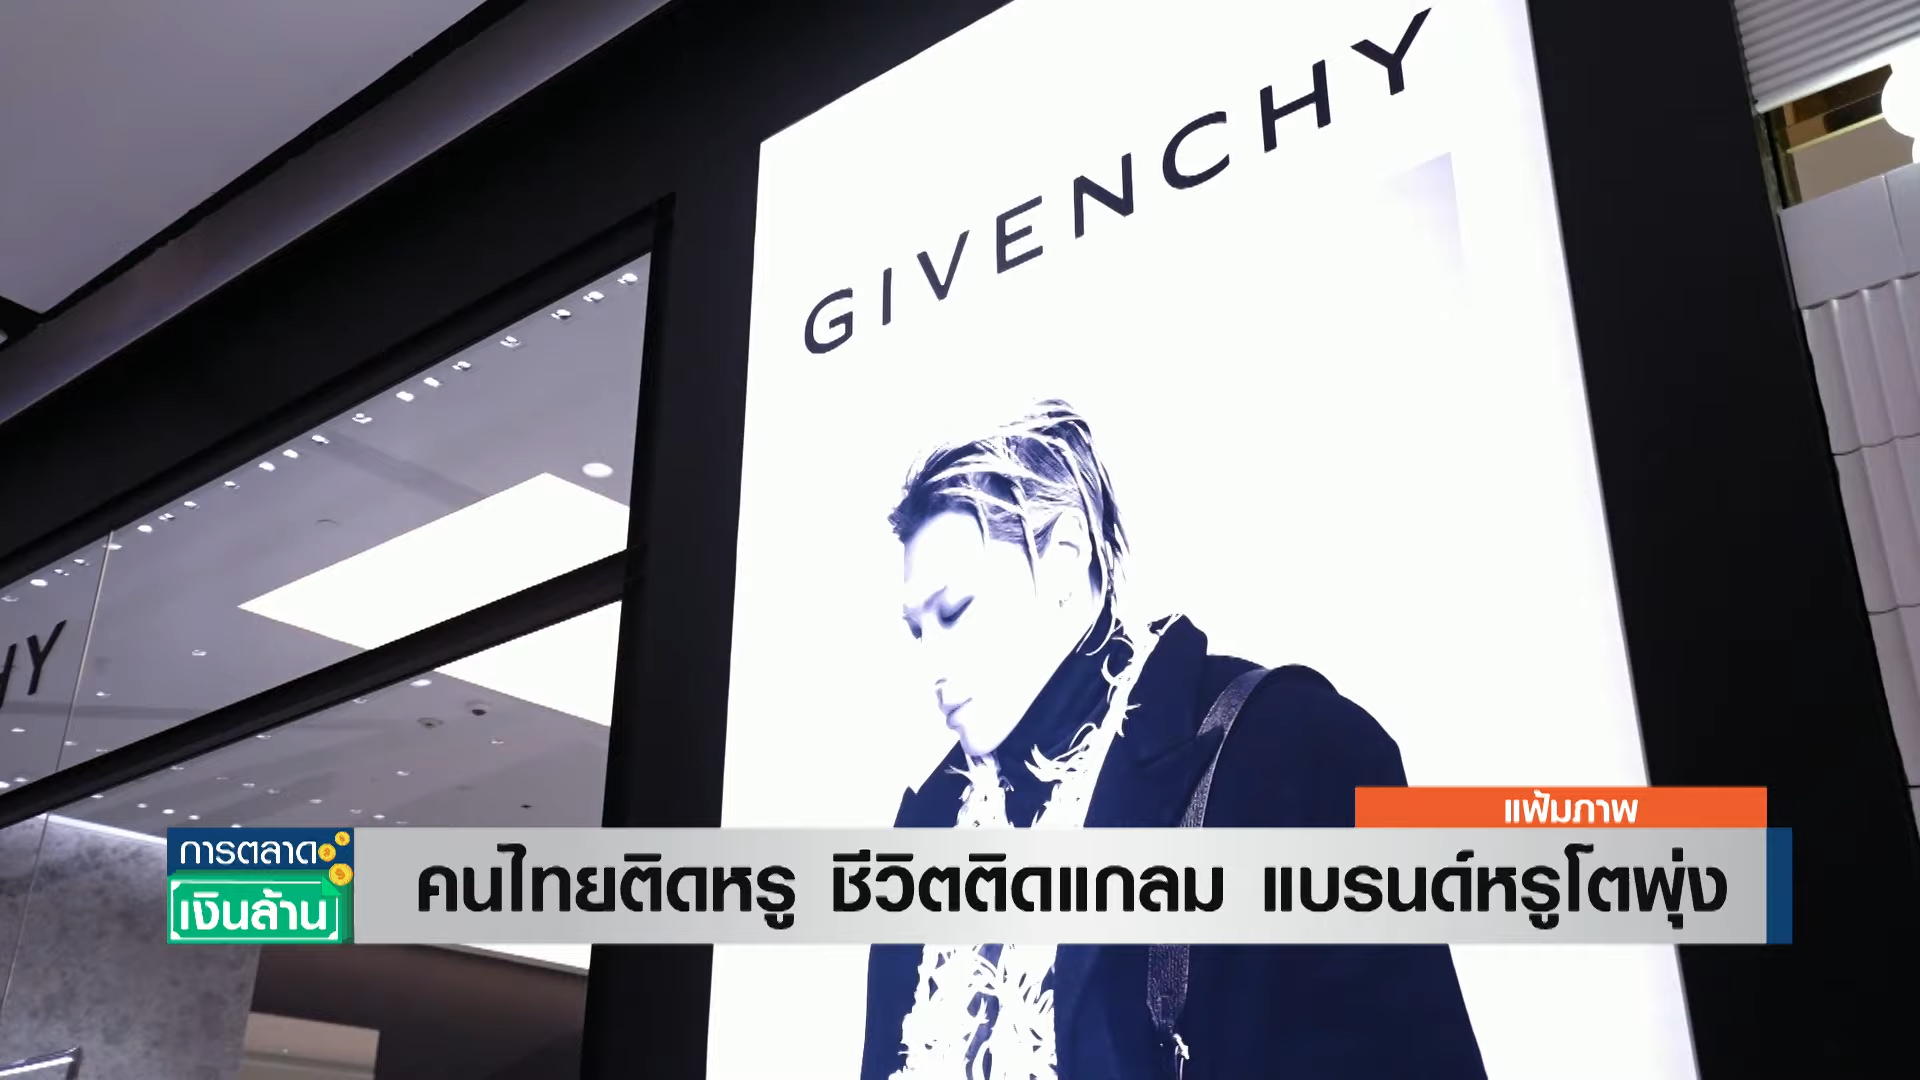 GIVENCHY
HY
แฟ้มภาพ
การตลาด
เงินล้าน
คนไทยติดหรู ชีวิตติดแกลม แบรนด์หรูโตพุ่ง